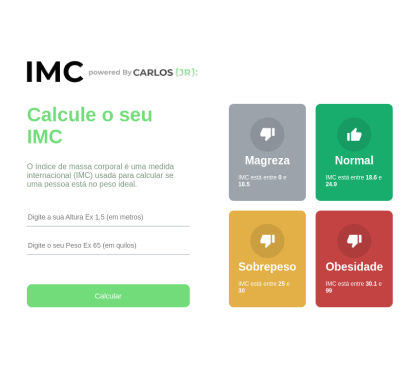 IMC powered By CARLOS {JR}:
Calcule o seu
IMC
O índice de massa corporal é uma medida
internacional (IMC) usada para calcular se
uma pessoa está no peso ideal.
Digite a sua Altura Ex 1.5 (em metros)
Digite o seu Peso Ex 65 (em quilos)
Calcular
Magreza
IMC está entre 0 e
18.5
Normal
IMC está entre 18.6 e
24.9
Sobrepeso
IMC está entre 25 e
30
Obesidade
IMC está entre 30.1 e
99